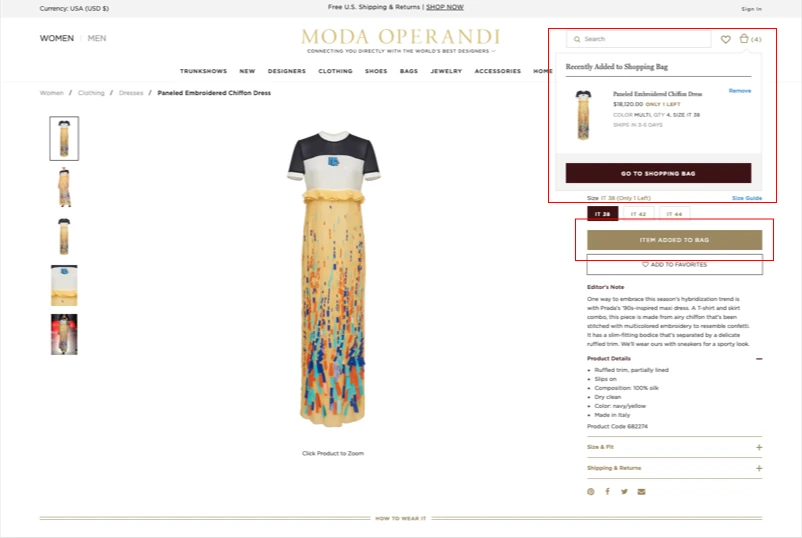 Currency: USA (USD $)
Free U.S. Shipping & Returns | SHOP NOW
Sign In
WOMEN | MEN
MODA OPERANDI
CONNECTING YOU DIRECTLY WITH THE WORLD'S BEST DESIGNERS
Search
(4)
TRUNKSHOWS NEW DESIGNERS CLOTHING SHOES BAGS JEWELRY ACCESSORIES HOME
Women / Clothing / Dresses / Paneled Embroidered Chiffon Dress
Recently Added to Shopping Bag
Paneled Embroidered Chiffon Dress
Remove
$18,120.00 ONLY 1 LEFT
COLOR MULTI, QTY 4, SIZE IT 38
SHIPS IN 3-5 DAYS
GO TO SHOPPING BAG
Size IT 38 (Only 1 Left)
Size Guide
IT 38 IT 42 IT 44
ITEM ADDED TO BAG
ADD TO FAVORITES
Editor's Note
One way to embrace this season's hybridization trend is
with Prada's '90s-inspired maxi dress. A T-shirt and skirt
combo, this piece is made from airy chiffon that's been
stitched with multicolored embroidery to resemble confetti.
It has a slim-fitting bodice that's separated by a delicate
ruffled trim. We'll wear ours with sneakers for a sporty look.
Product Details
Ruffled trim, partially lined
Slips on
Composition: 100% silk
Dry clean
Color: navy/yellow
Made in Italy
Product Code 682274
Click Product to Zoom
Size & Fit
Shipping & Returns
HOW TO WEAR IT